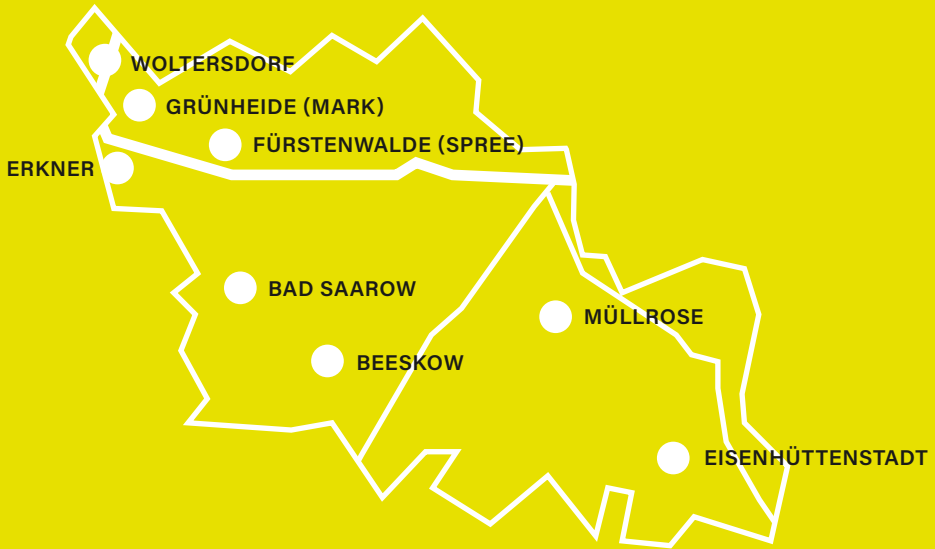 WOLTERSDORF
GRÜNHEIDE (MARK)
FÜRSTENWALDE (SPREE)
ERKNER
BAD SAAROW
MÜLLROSE
BEESKOW
EISENHÜTTENSTADT